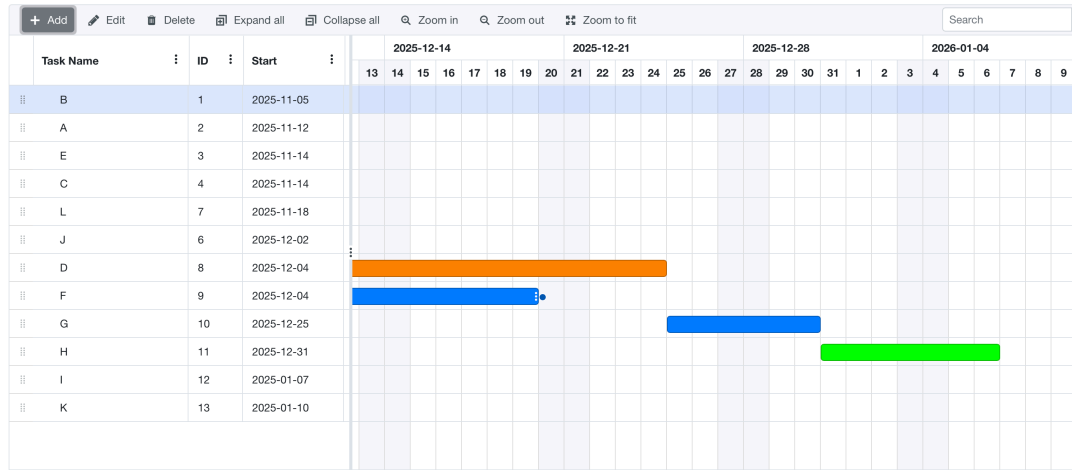 Add Edit Delete Expand all Collapse all Zoom in Zoom out Zoom to fit Search
2025-12-14 2025-12-21 2025-12-28 2026-01-04
Task Name ID Start
13 14 15 16 17 18 19 20 21 22 23 24 25 26 27 28 29 30 31 1 2 3 4 5 6 7 8 9
B 1 2025-11-05
A 2 2025-11-12
E 3 2025-11-14
C 4 2025-11-14
L 7 2025-11-18
J 6 2025-12-02
D 8 2025-12-04
F 9 2025-12-04
G 10 2025-12-25
H 11 2025-12-31
I 12 2025-01-07
K 13 2025-01-10